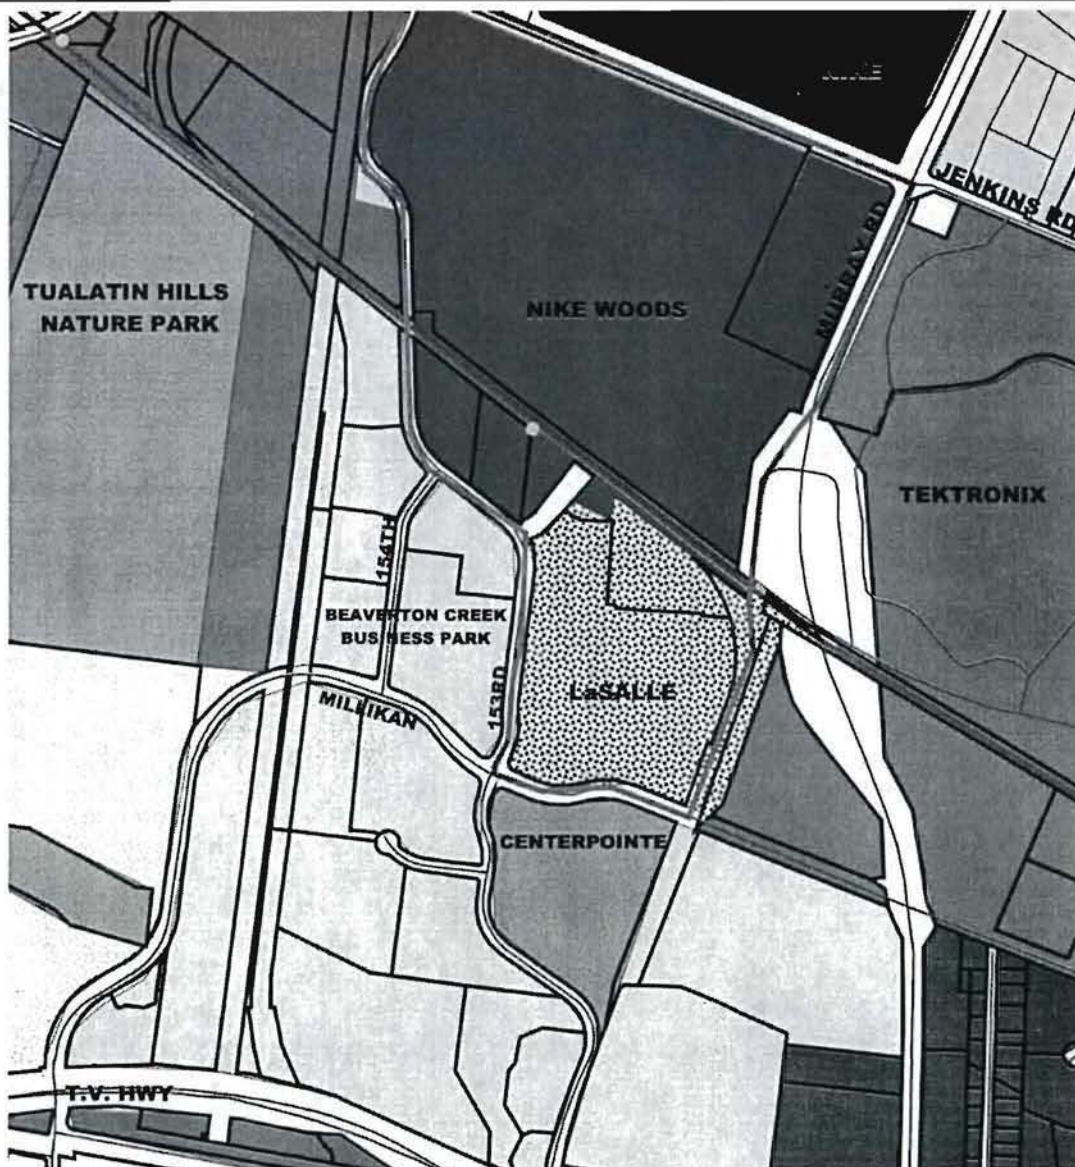 NIKE
JENKINS RD
MURRAY RD
TUALATIN HILLS
NATURE PARK
NIKE WOODS
TEKTRONIX
154TH
BEAVERTON CREEK
BUSINESS PARK
153RD
LaSALLE
MILLIKAN
CENTERPOINTE
T.V. HWY